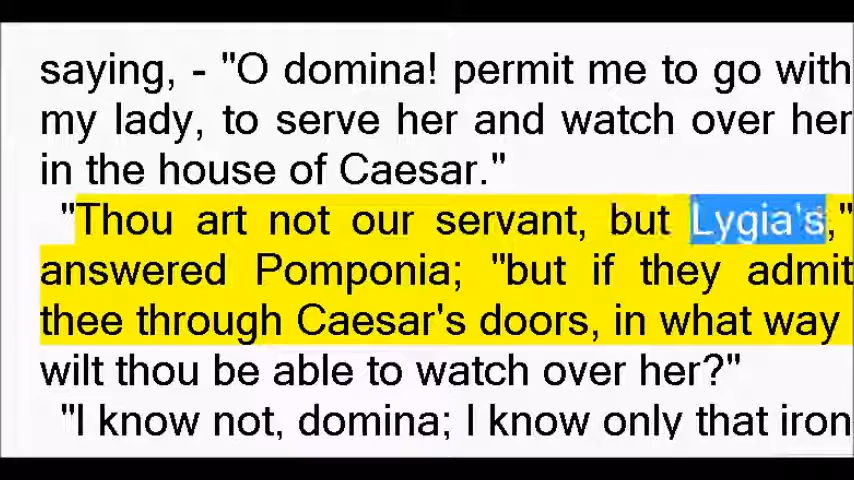 saying, - "O domina! permit me to go with
my lady, to serve her and watch over her
in the house of Caesar."
"Thou art not our servant, but Lygia's,"
answered Pomponia; "but if they admit
thee through Caesar's doors, in what way
wilt thou be able to watch over her?"
"I know not, domina; I know only that iron